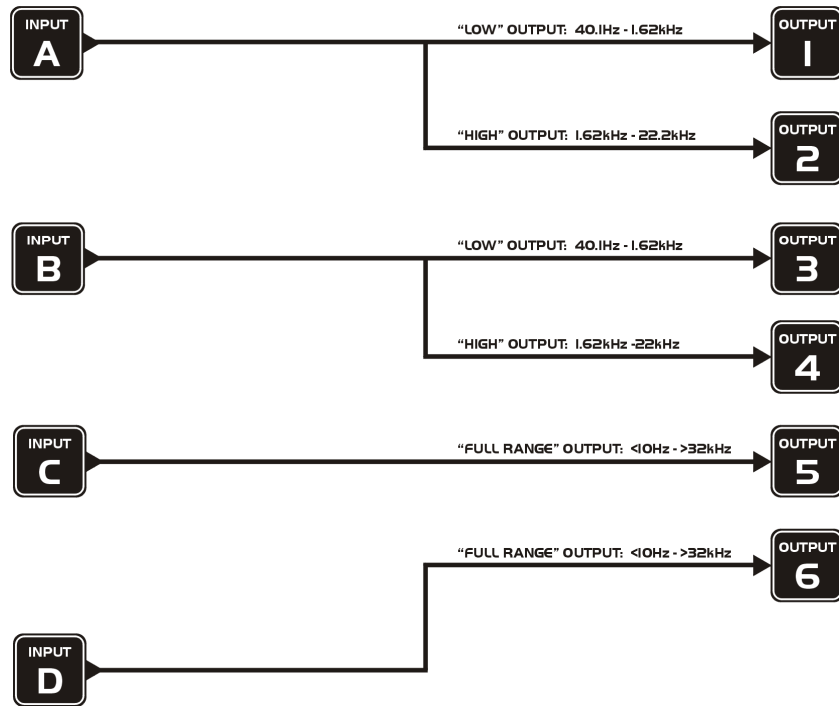 INPUT
A
“LOW” OUTPUT: 40.1Hz - 1.62kHz
OUTPUT
1
“HIGH” OUTPUT: 1.62kHz - 22.2kHz
OUTPUT
2
INPUT
B
“LOW” OUTPUT: 40.1Hz - 1.62kHz
OUTPUT
3
“HIGH” OUTPUT: 1.62kHz -22kHz
OUTPUT
4
INPUT
C
“FULL RANGE” OUTPUT: <10Hz - >32kHz
OUTPUT
5
“FULL RANGE” OUTPUT: <10Hz - >32kHz
OUTPUT
6
INPUT
D